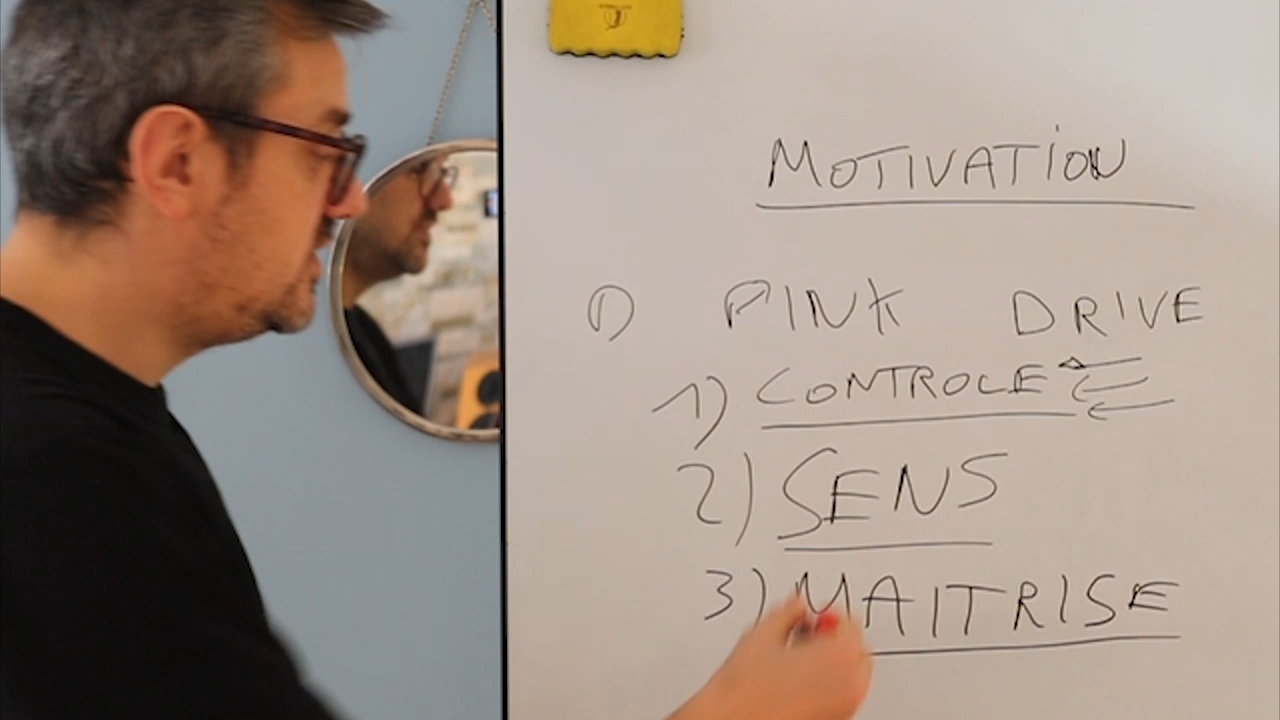 MOTIVATION
1) PINK DRIVE
1) CONTROLE
2) SENS
3) MAITRISE